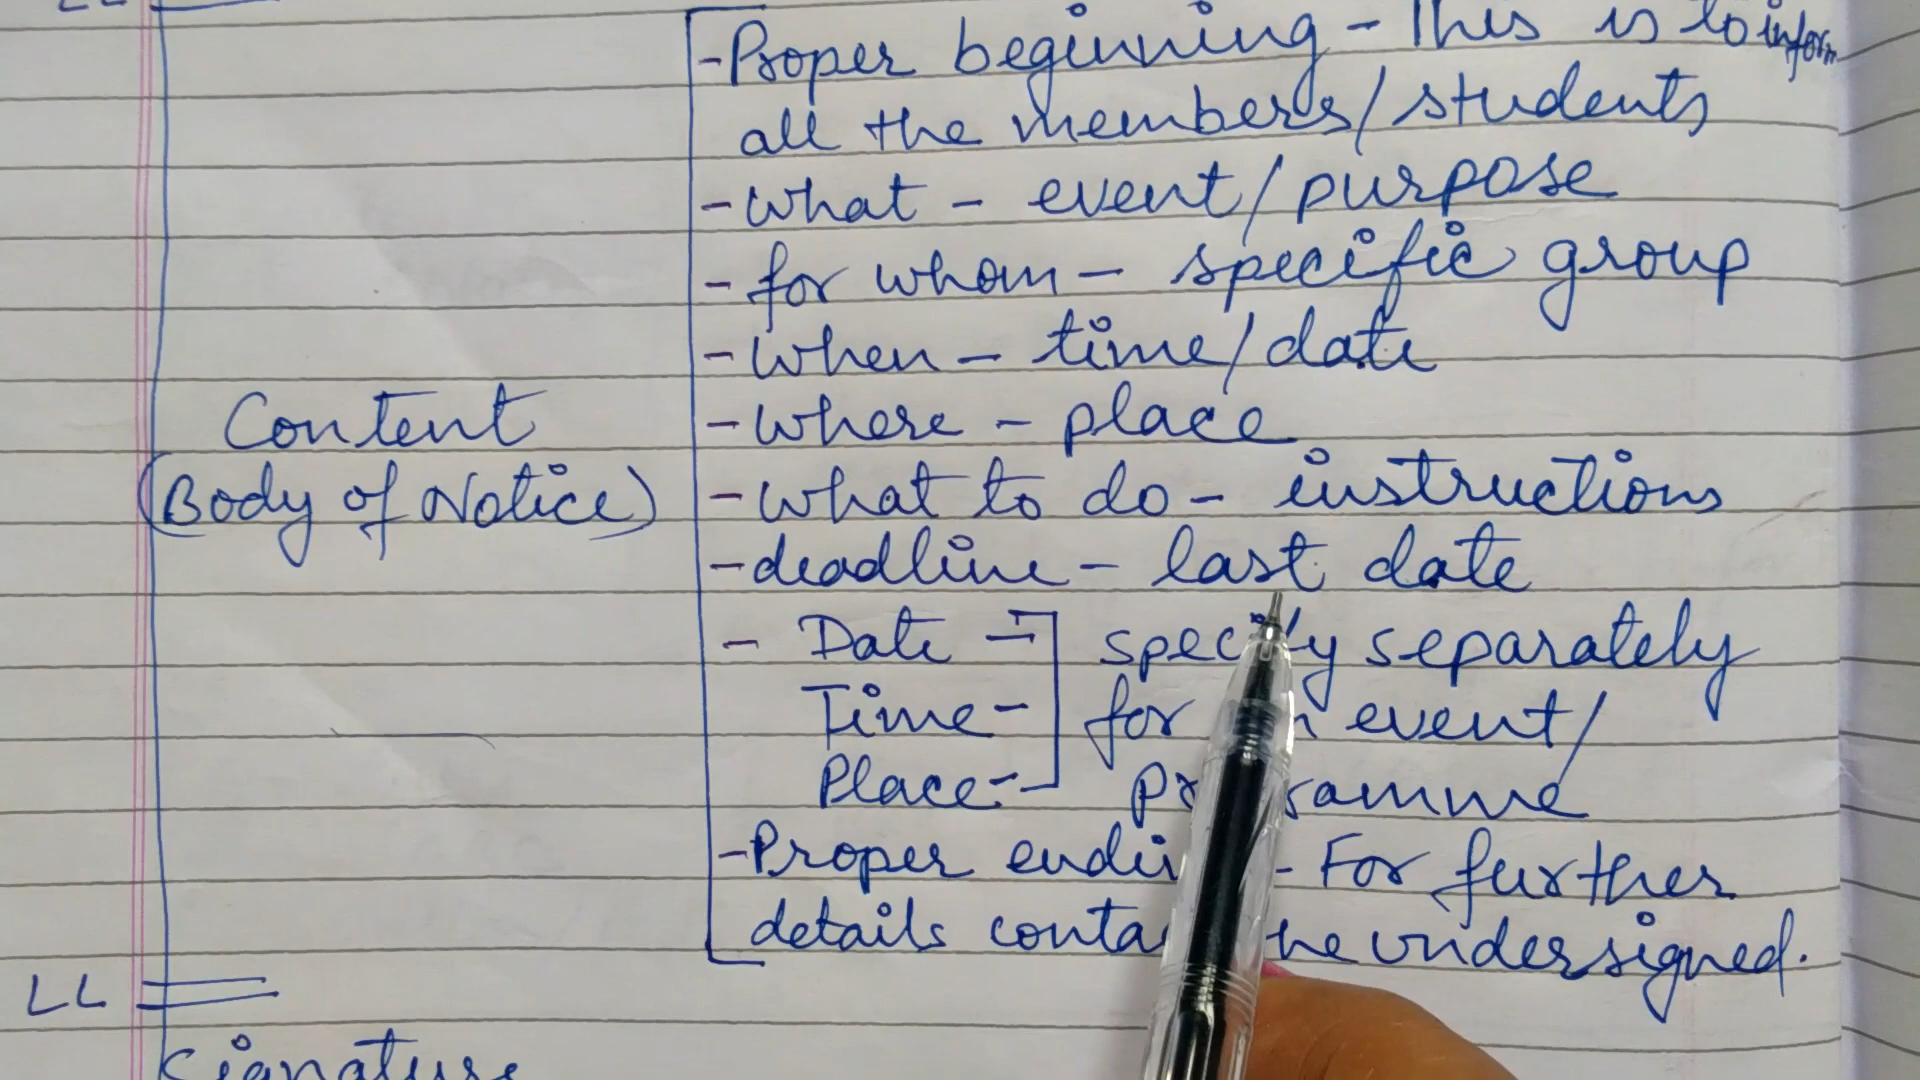 LL
- Proper beginning - This is to inform
all the members/students
- what - event/purpose
- for whom - specific group
- when - time/date
- where - place
Content
(Body of Notice)
- what to do - instructions
- deadline - last date
- Date - specify separately
Time - for event/
Place -
- Proper - For further
details undersigned.
LL
Signature